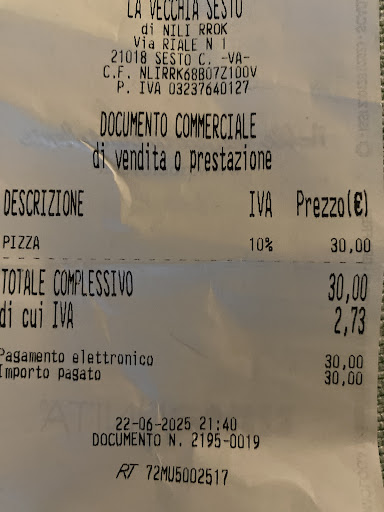 LA VECCHIA SESTO
di NILI RROK
Via RIALE N 1
21018 SESTO C. -VA-
C.F. NLIRRK68B07Z100V
P. IVA 03237640127
DOCUMENTO COMMERCIALE
di vendita o prestazione
DESCRIZIONE IVA Prezzo(€)
PIZZA 10% 30,00
TOTALE COMPLESSIVO 30,00
di cui IVA 2,73
Pagamento elettronico 30,00
Importo pagato 30,00
22-06-2025 21:40
DOCUMENTO N. 2195-0019
RT 72MU5002517